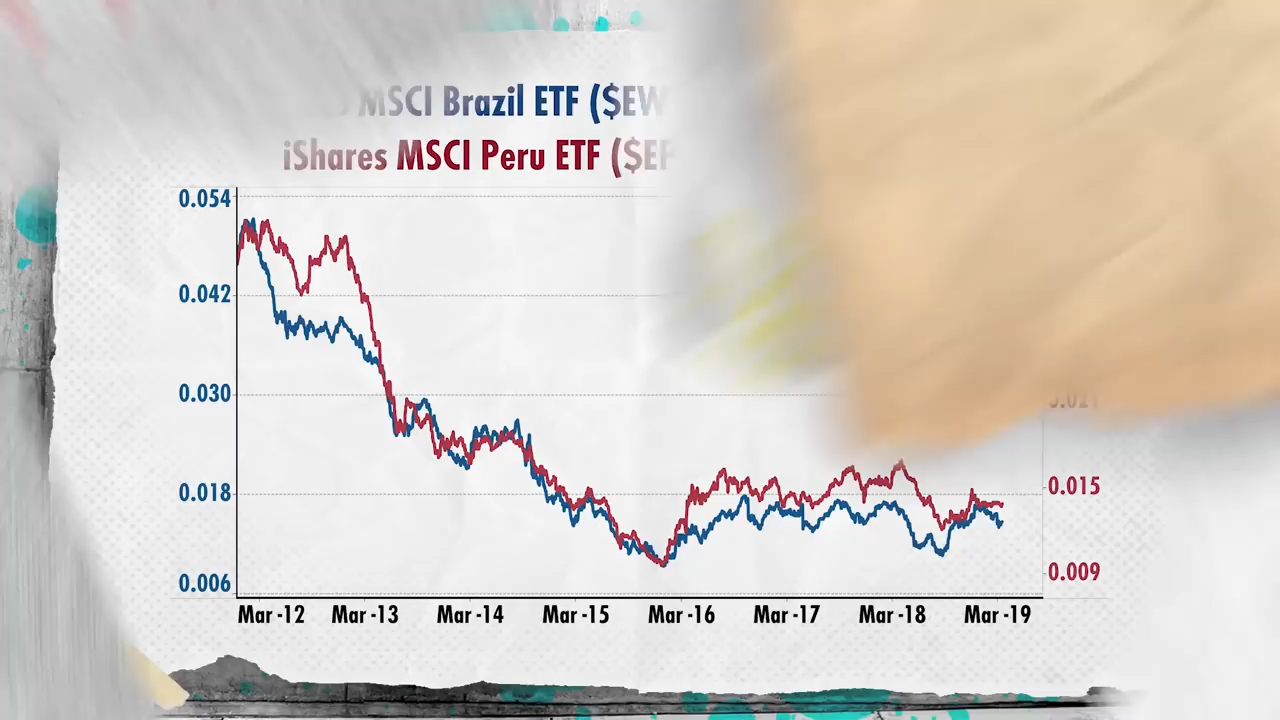 MSCI Brazil ETF ($EW
iShares MSCI Peru ETF ($E
0.054
0.042
0.030
0.018
0.006
0.021
0.015
0.009
Mar -12 Mar -13 Mar -14 Mar -15 Mar -16 Mar -17 Mar -18 Mar -19